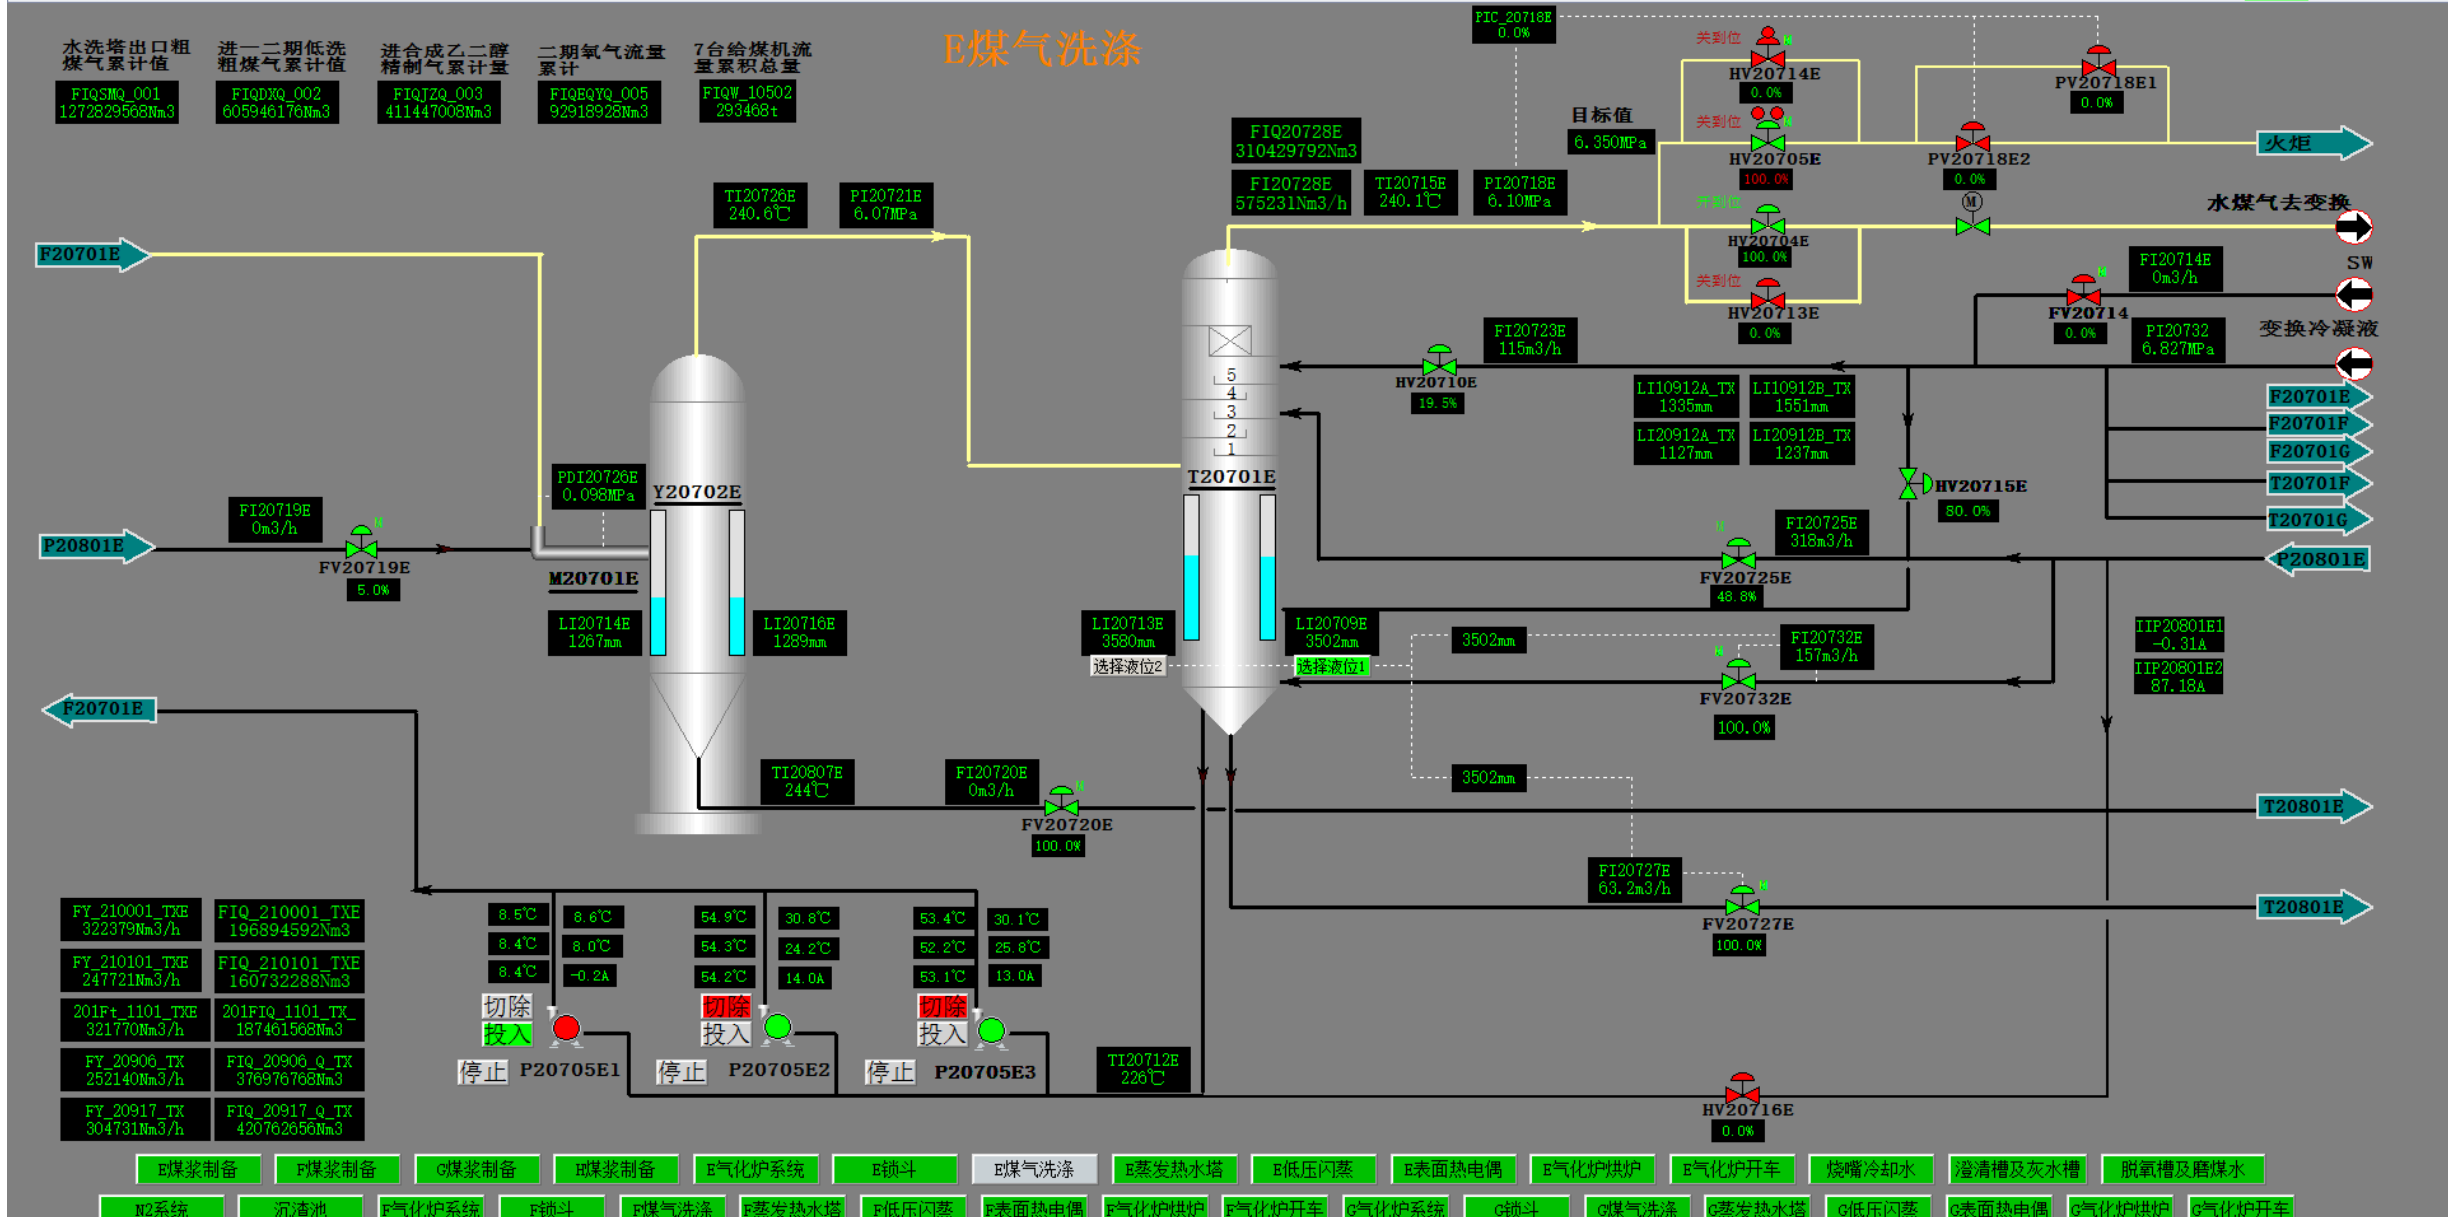 E煤气洗涤
水洗塔出口粗
煤气累计值
FIQSMQ_001
1272829568Nm3
进一二期低洗
粗煤气累计值
FIQDXQ_002
605946176Nm3
进合成乙二醇
精制气累计量
FIQJZQ_003
411447008Nm3
二期氧气流量
累计
FIQEQYQ_005
92918928Nm3
7台给煤机流
量累积总量
FIQW_10502
293468t
PIC_20718E
0.0%
关到位
M
HV20714E
0.0%
PV20718E1
0.0%
目标值
6.350MPa
关到位
M
HV20705E
100.0%
PV20718E2
0.0%
火炬
FIQ20728E
310429792Nm3
FI20728E
575231Nm3/h
TI20715E
240.1℃
PI20718E
6.10MPa
开到位
HV20704E
100.0%
M
水煤气去变换
关到位
HV20713E
0.0%
FI20714E
0m3/h
SW
M
FV20714
0.0%
PI20732
6.827MPa
变换冷凝液
TI20726E
240.6℃
PI20721E
6.07MPa
F20701E
FI20723E
115m3/h
HV20710E
19.5%
LI10912A_TX
1335mm
LI10912B_TX
1551mm
LI20912A_TX
1127mm
LI20912B_TX
1237mm
F20701E
F20701F
F20701G
T20701F
T20701G
5
4
3
2
1
T20701E
HV20715E
80.0%
PDI20726E
0.098MPa
Y20702E
FI20719E
0m3/h
P20801E
M
FV20719E
5.0%
M20701E
M
FI20725E
318m3/h
FV20725E
48.8%
P20801E
LI20714E
1267mm
LI20716E
1289mm
LI20713E
3580mm
选择液位2
LI20709E
3502mm
选择液位1
3502mm
FI20732E
157m3/h
M
FV20732E
100.0%
IIP20801E1
-0.31A
IIP20801E2
87.18A
F20701E
TI20807E
244℃
FI20720E
0m3/h
M
FV20720E
100.0%
3502mm
T20801E
FI20727E
63.2m3/h
M
FV20727E
100.0%
T20801E
FY_210001_TXE
322379Nm3/h
FIQ_210001_TXE
196894592Nm3
FY_210101_TXE
247721Nm3/h
FIQ_210101_TXE
160732288Nm3
201Ft_1101_TXE
321770Nm3/h
201FIQ_1101_TX_
187461568Nm3
FY_20906_TX
252140Nm3/h
FIQ_20906_Q_TX
376976768Nm3
FY_20917_TX
304731Nm3/h
FIQ_20917_Q_TX
420762656Nm3
8.5℃ 8.6℃
8.4℃ 8.0℃
8.4℃ -0.2A
切除
投入
停止 P20705E1
54.9℃ 30.8℃
54.3℃ 24.2℃
54.2℃ 14.0A
切除
投入
停止 P20705E2
53.4℃ 30.1℃
52.2℃ 25.8℃
53.1℃ 13.0A
切除
投入
停止 P20705E3
TI20712E
226℃
HV20716E
0.0%
E煤浆制备 F煤浆制备 G煤浆制备 H煤浆制备 E气化炉系统 E锁斗 E煤气洗涤 E蒸发热水塔 E低压闪蒸 E表面热电偶 E气化炉烘炉 E气化炉开车 烧嘴冷却水 澄清槽及灰水槽 脱氧槽及磨煤水
N2系统 沉渣池 F气化炉系统 F锁斗 F煤气洗涤 F蒸发热水塔 F低压闪蒸 F表面热电偶 F气化炉烘炉 F气化炉开车 G气化炉系统 G锁斗 G煤气洗涤 G蒸发热水塔 G低压闪蒸 G表面热电偶 G气化炉烘炉 G气化炉开车